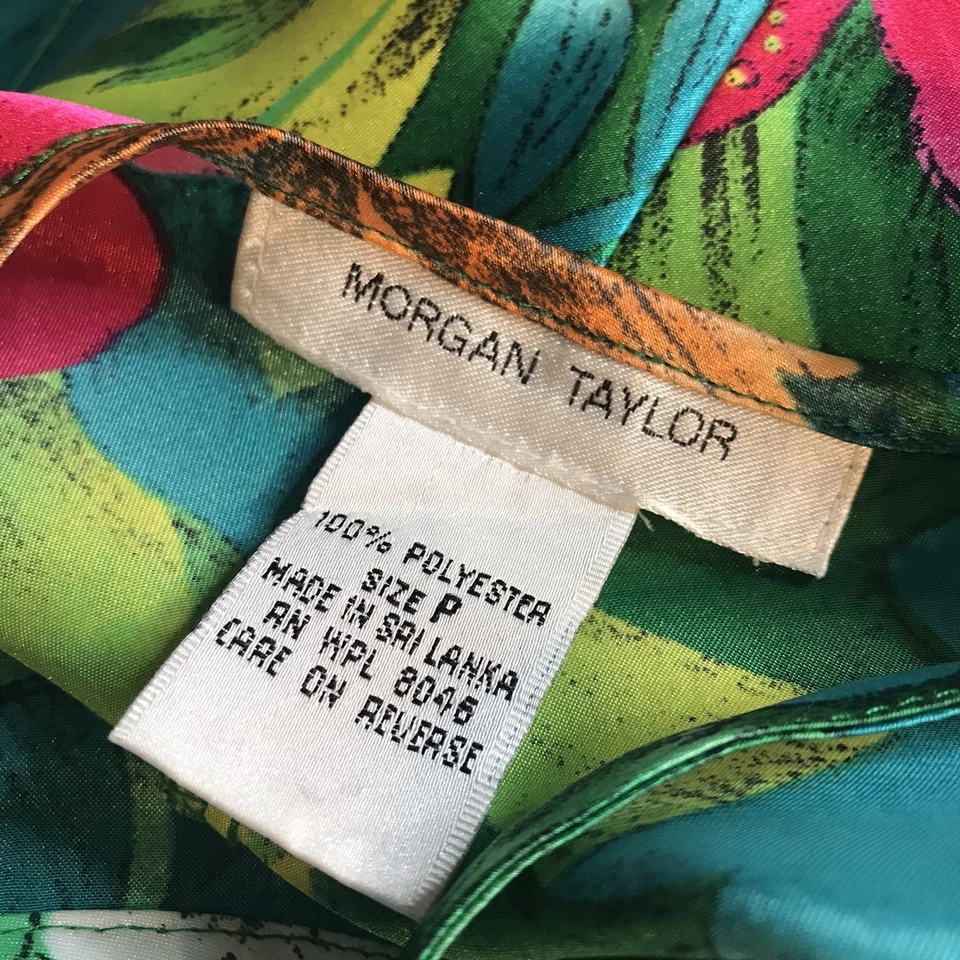 MORGAN TAYLOR
100% POLYESTER
SIZE P
MADE IN SRI LANKA
RN WPL 8046
CARE ON REVERSE